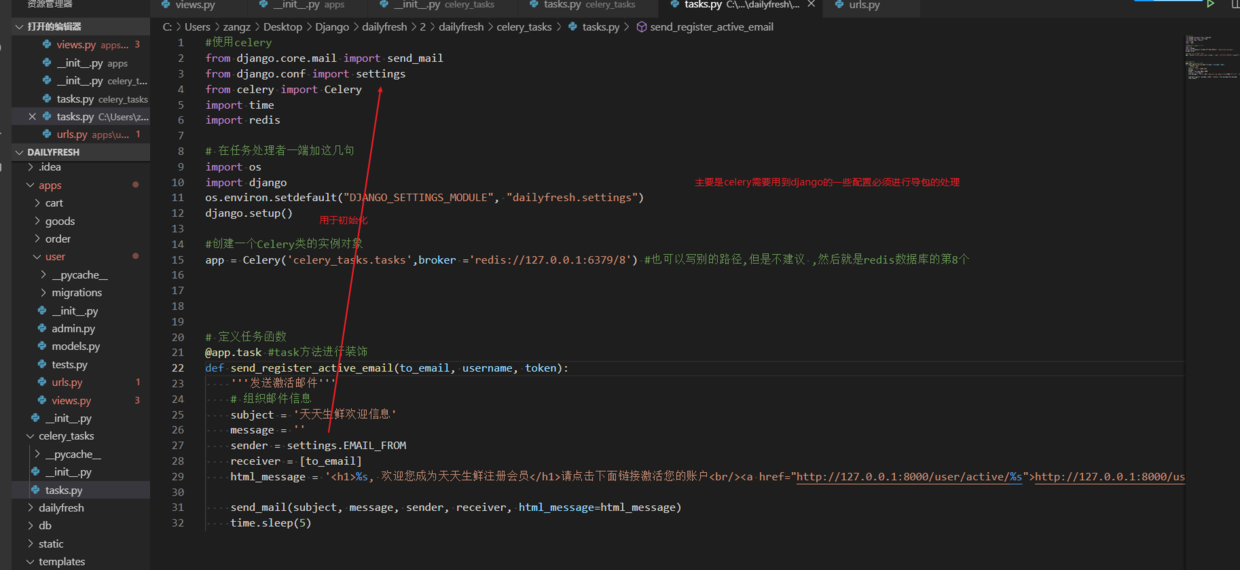 资源管理器
views.py
__init__.py apps
__init__.py celery_tasks
tasks.py celery_tasks
tasks.py C:\...\dailyfresh\...
urls.py
打开的编辑器
views.py apps... 3
__init__.py apps
__init__.py celery_t...
tasks.py celery_tasks
tasks.py C:\Users\z...
urls.py apps\u... 1
DAILYFRESH
.idea
apps
cart
goods
order
user
__pycache__
migrations
__init__.py
admin.py
models.py
tests.py
urls.py 1
views.py 3
__init__.py
celery_tasks
__pycache__
__init__.py
tasks.py
dailyfresh
db
static
templates
C: > Users > zangz > Desktop > Django > dailyfresh > 2 > dailyfresh > celery_tasks > tasks.py > send_register_active_email
1 #使用celery
2 from django.core.mail import send_mail
3 from django.conf import settings
4 from celery import Celery
5 import time
6 import redis
7
8 # 在任务处理者一端加这几句
9 import os
10 import django
主要是celery需要用到django的一些配置必须进行导包的处理
11 os.environ.setdefault("DJANGO_SETTINGS_MODULE", "dailyfresh.settings")
12 django.setup()
用于初始化
13
14 #创建一个Celery类的实例对象
15 app = Celery('celery_tasks.tasks',broker ='redis://127.0.0.1:6379/8') #也可以写别的路径,但是不建议 ,然后就是redis数据库的第8个
16
17
18
19
20 # 定义任务函数
21 @app.task #task方法进行装饰
22 def send_register_active_email(to_email, username, token):
23 '''发送激活邮件'''
24 # 组织邮件信息
25 subject = '天天生鲜欢迎信息'
26 message = ''
27 sender = settings.EMAIL_FROM
28 receiver = [to_email]
29 html_message = '<h1>%s, 欢迎您成为天天生鲜注册会员</h1>请点击下面链接激活您的账户<br/><a href="http://127.0.0.1:8000/user/active/%s">http://127.0.0.1:8000/us
30
31 send_mail(subject, message, sender, receiver, html_message=html_message)
32 time.sleep(5)